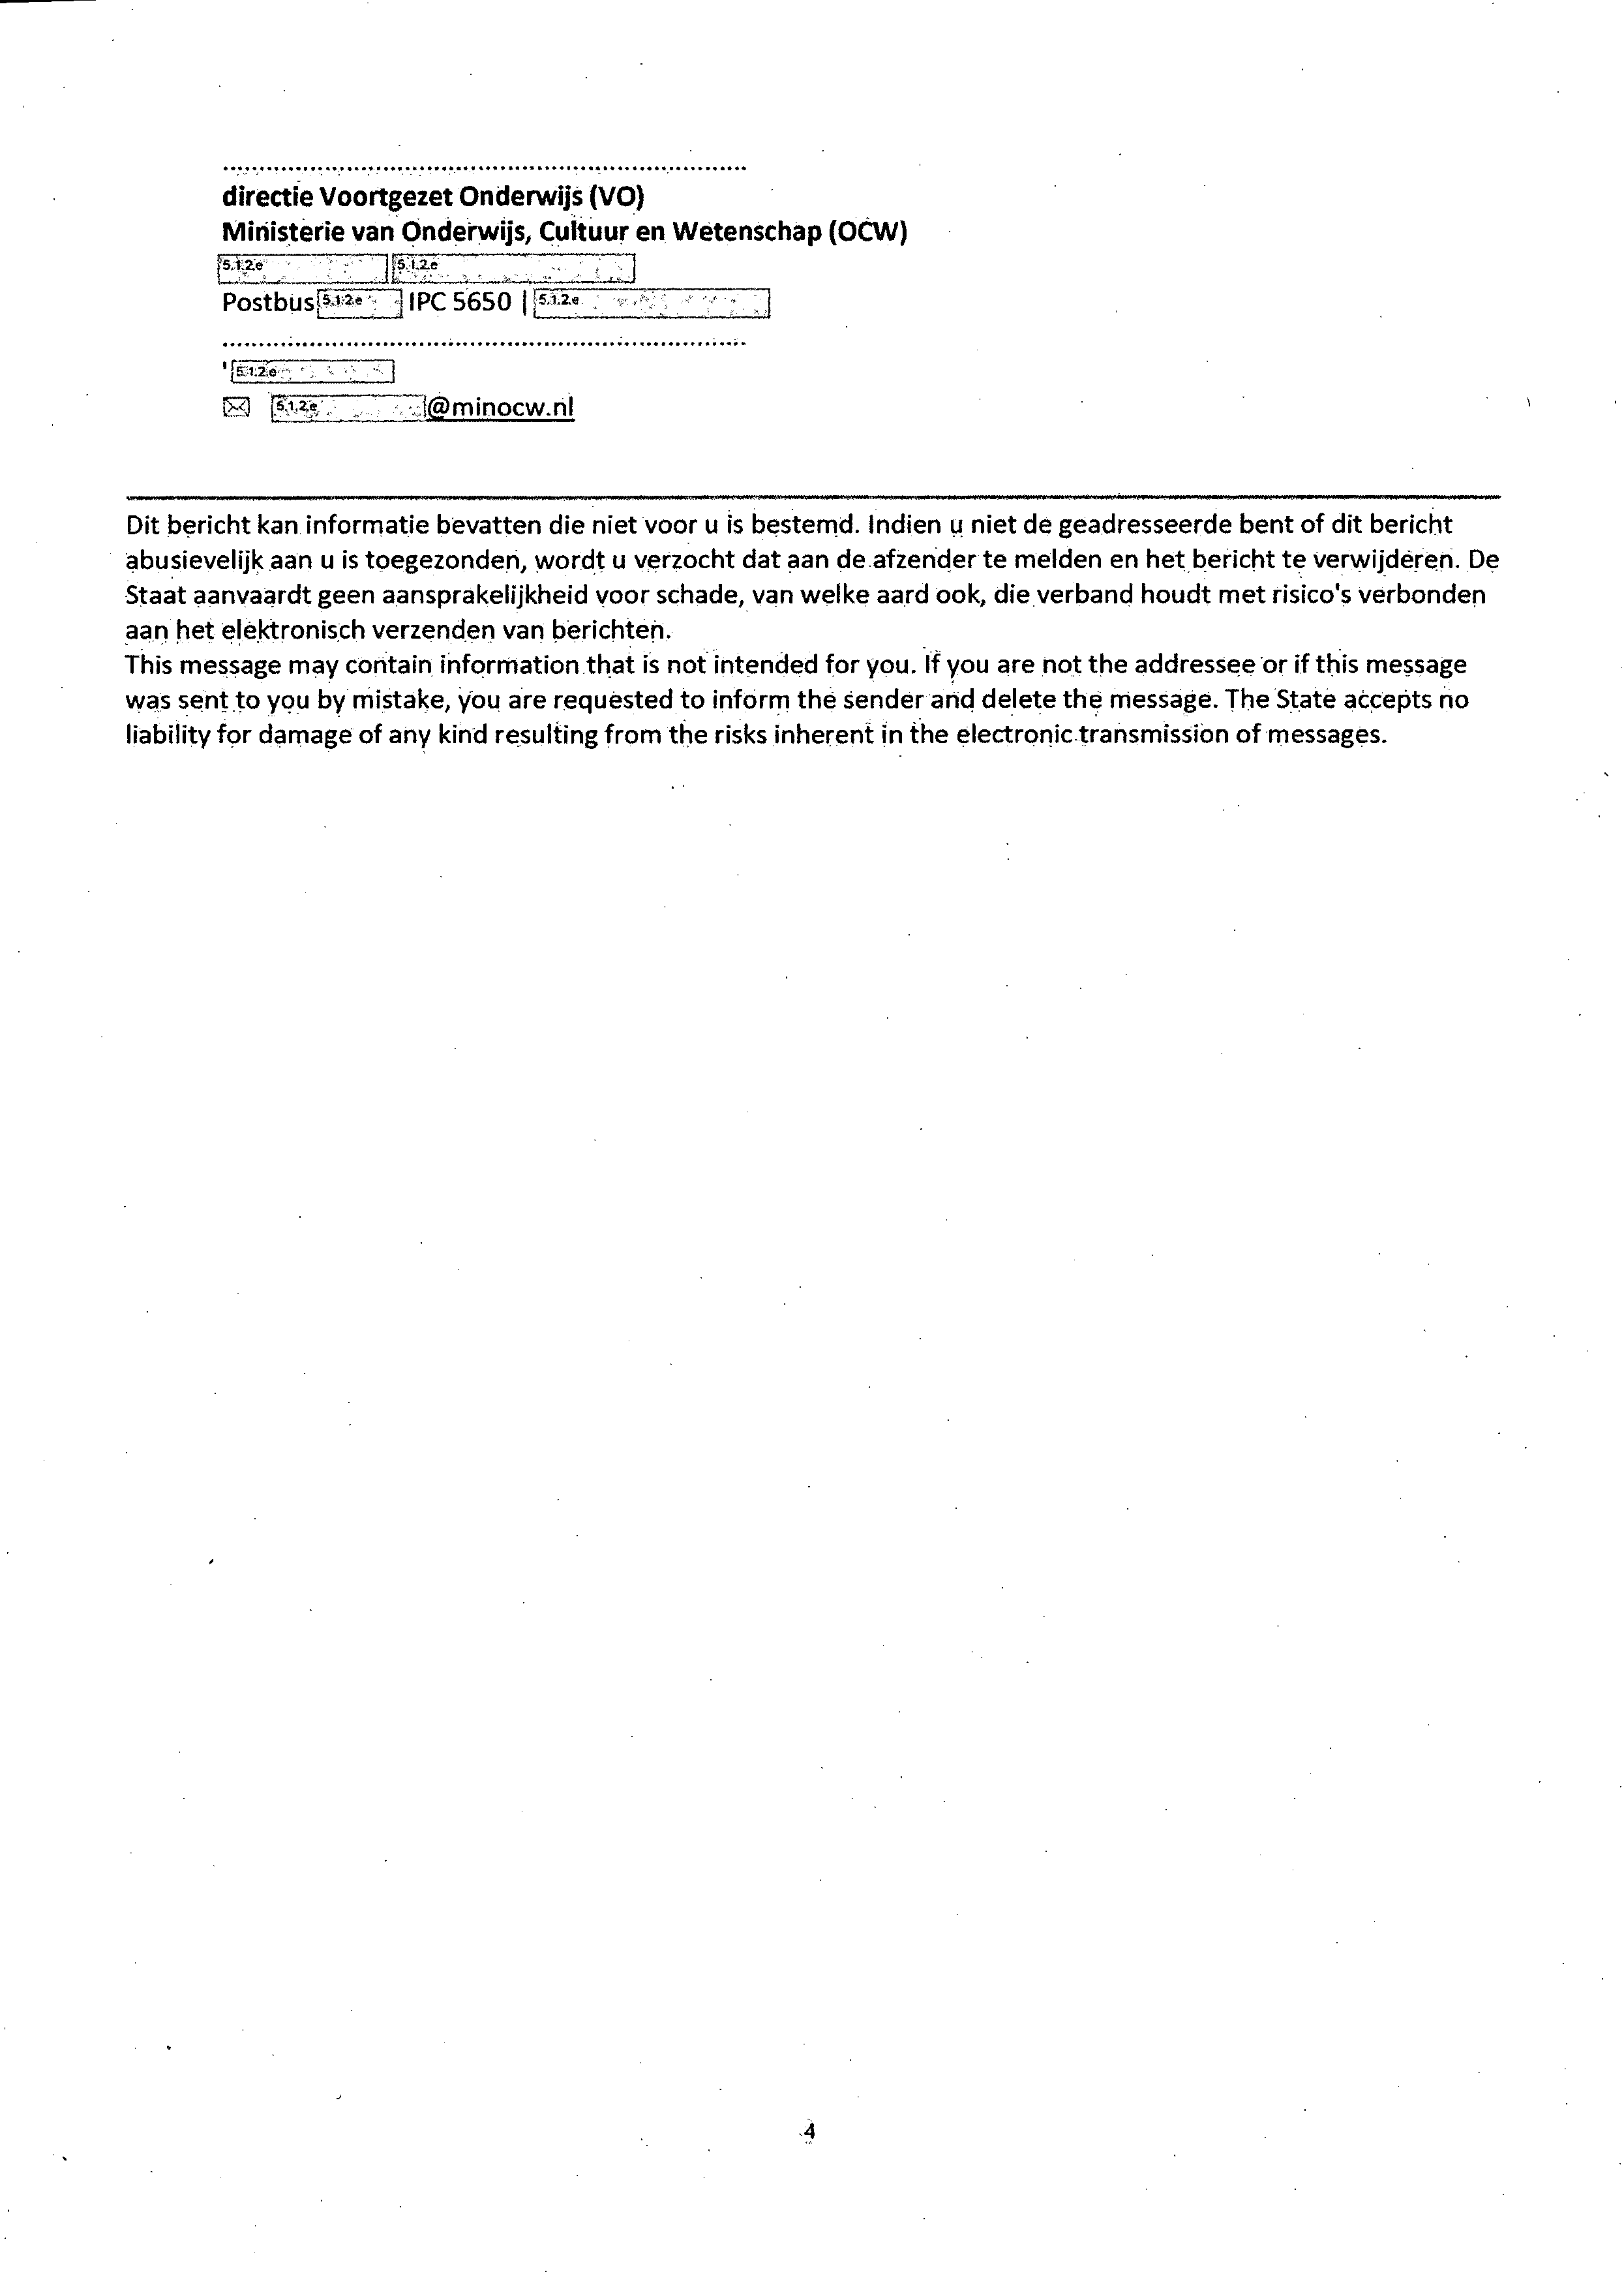 ........................................................................
directie Voortgezet Onderwijs (VO)
Ministerie van Onderwijs, Cultuur en Wetenschap (OCW)
5.1.2e 5.1.2e
Postbus 5.1.2e IPC 5650 | 5.1.2e
........................................................................
5.1.2e
5.1.2e @minocw.nl
Dit bericht kan informatie bevatten die niet voor u is bestemd. Indien u niet de geadresseerde bent of dit bericht
abusievelijk aan u is toegezonden, wordt u verzocht dat aan de afzender te melden en het bericht te verwijderen. De
Staat aanvaardt geen aansprakelijkheid voor schade, van welke aard ook, die verband houdt met risico's verbonden
aan het elektronisch verzenden van berichten.
This message may contain information that is not intended for you. If you are not the addressee or if this message
was sent to you by mistake, you are requested to inform the sender and delete the message. The State accepts no
liability for damage of any kind resulting from the risks inherent in the electronic transmission of messages.
4